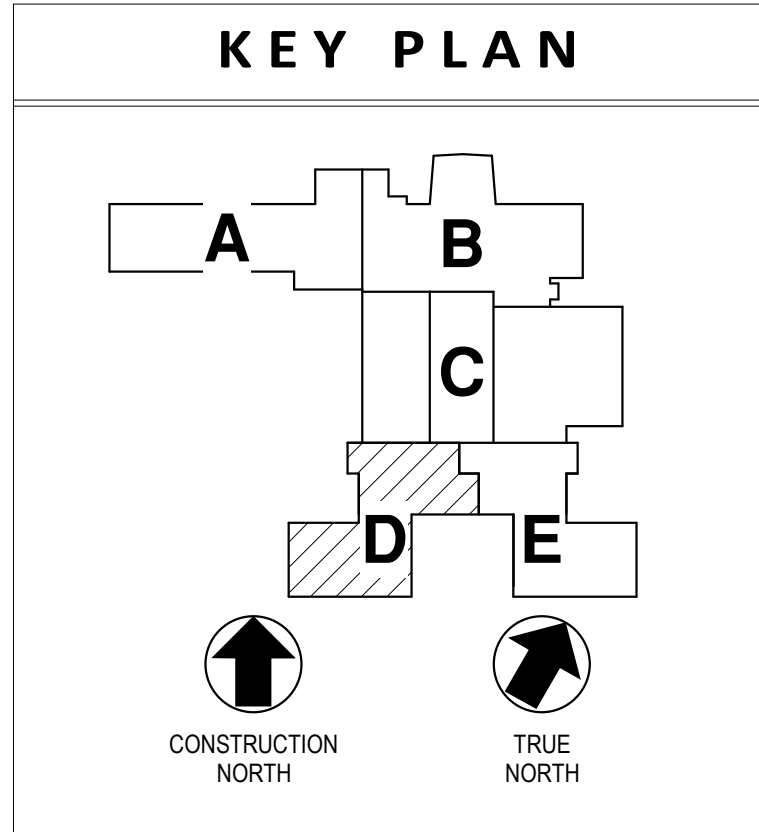 KEY PLAN
A
B
C
D
E
CONSTRUCTION
NORTH
TRUE
NORTH